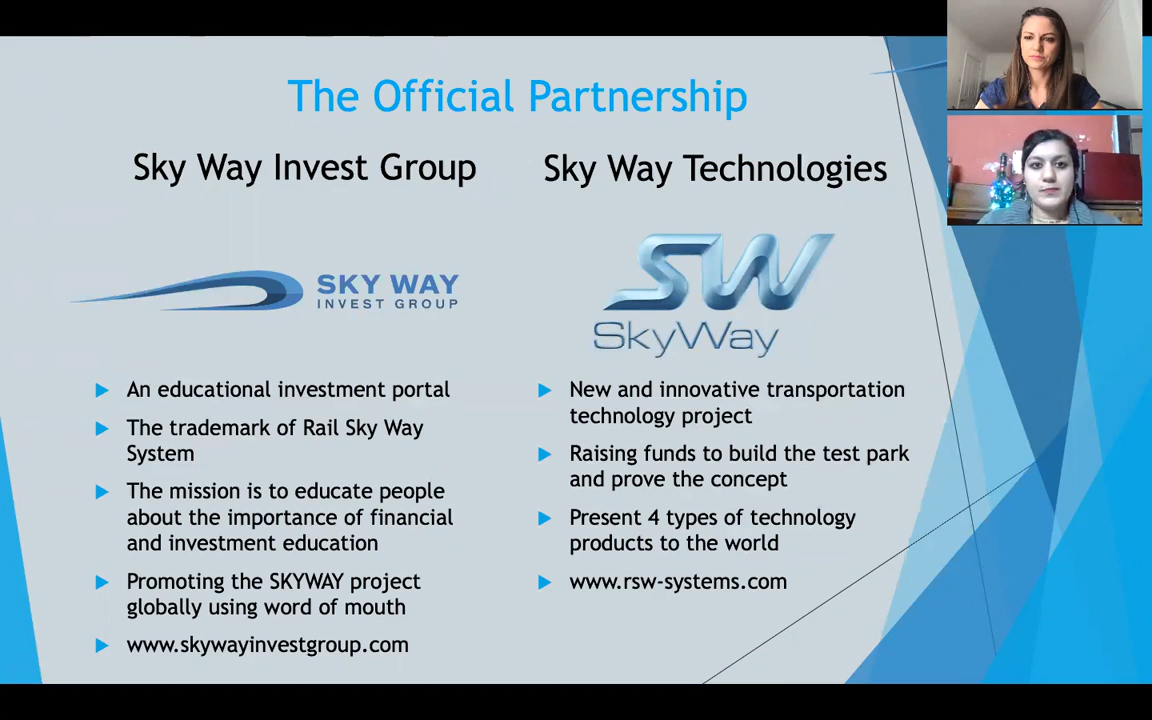 The Official Partnership
Sky Way Invest Group
SKY WAY
INVEST GROUP
An educational investment portal
The trademark of Rail Sky Way
System
The mission is to educate people
about the importance of financial
and investment education
Promoting the SKYWAY project
globally using word of mouth
www.skywayinvestgroup.com
Sky Way Technologies
SW
SkyWay
New and innovative transportation
technology project
Raising funds to build the test park
and prove the concept
Present 4 types of technology
products to the world
www.rsw-systems.com